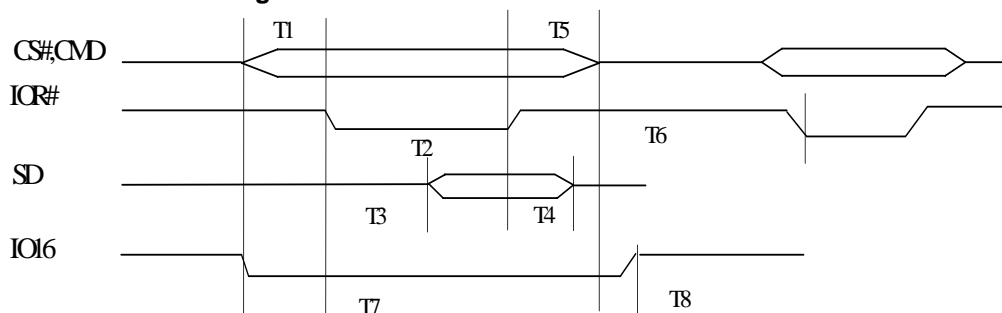 T1 T5
CS#,CMD
IOR#
T2 T6
SD
T3 T4
IO16
T7 T8